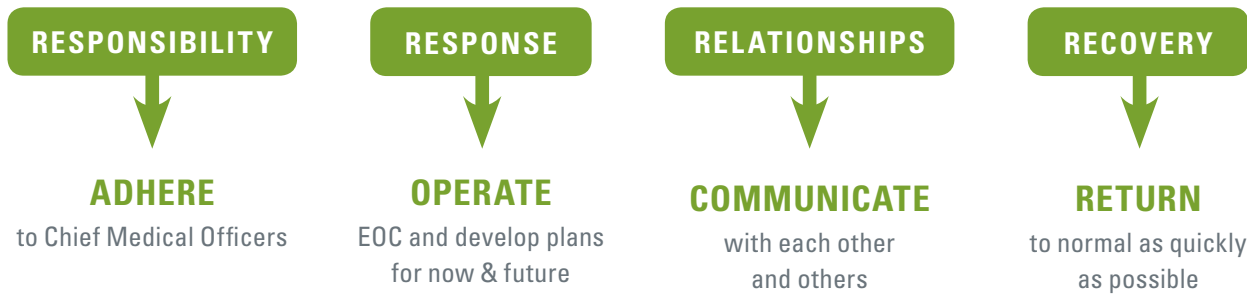 RESPONSIBILITY
ADHERE
to Chief Medical Officers
RESPONSE
OPERATE
EOC and develop plans
for now & future
RELATIONSHIPS
COMMUNICATE
with each other
and others
RECOVERY
RETURN
to normal as quickly
as possible